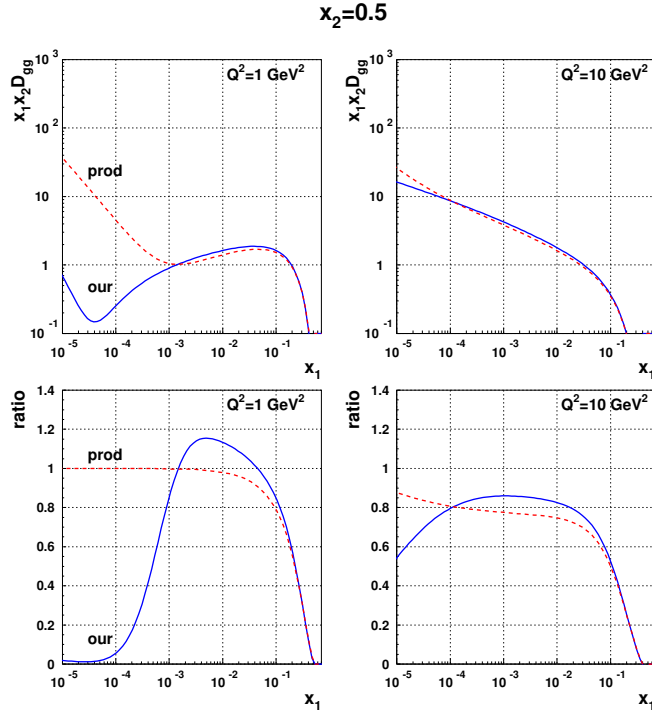 x₂=0.5
x₁x₂D_gg
10³
10²
10
1
10⁻¹
Q²=1 GeV²
prod
our
10⁻⁵ 10⁻⁴ 10⁻³ 10⁻² 10⁻¹
x₁
x₁x₂D_gg
10³
10²
10
1
10⁻¹
Q²=10 GeV²
10⁻⁵ 10⁻⁴ 10⁻³ 10⁻² 10⁻¹
x₁
ratio
1.4
1.2
1
0.8
0.6
0.4
0.2
0
Q²=1 GeV²
prod
our
10⁻⁵ 10⁻⁴ 10⁻³ 10⁻² 10⁻¹
x₁
ratio
1.4
1.2
1
0.8
0.6
0.4
0.2
0
Q²=10 GeV²
10⁻⁵ 10⁻⁴ 10⁻³ 10⁻² 10⁻¹
x₁